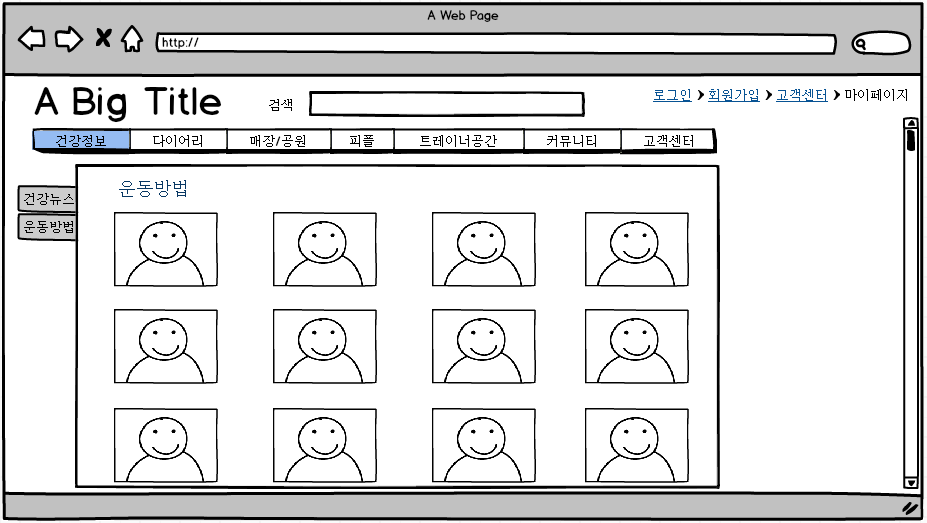 A Web Page
http://
A Big Title 검색 로그인 회원가입 고객센터 마이페이지
건강정보 다이어리 매장/공원 피플 트레이너공간 커뮤니티 고객센터
운동방법
건강뉴스
운동방법